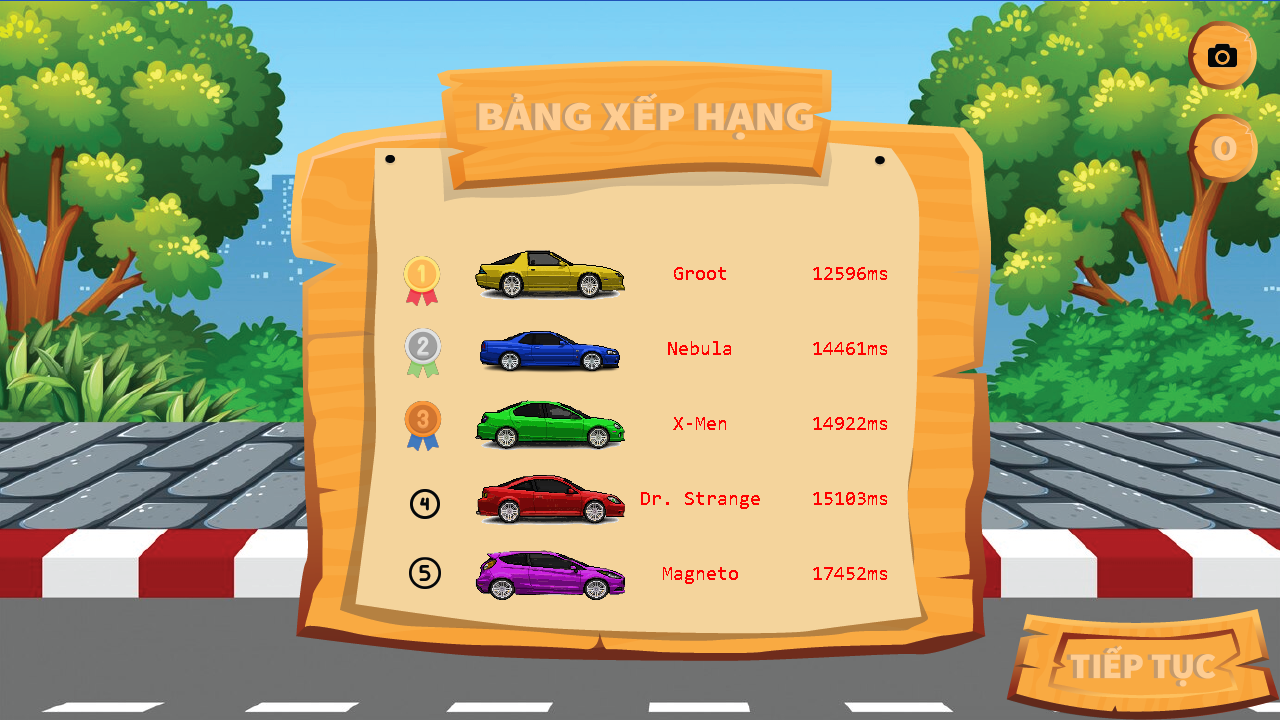 BẢNG XẾP HẠNG
O
1 Groot 12596ms
2 Nebula 14461ms
3 X-Men 14922ms
4 Dr. Strange 15103ms
5 Magneto 17452ms
TIẾP TỤC